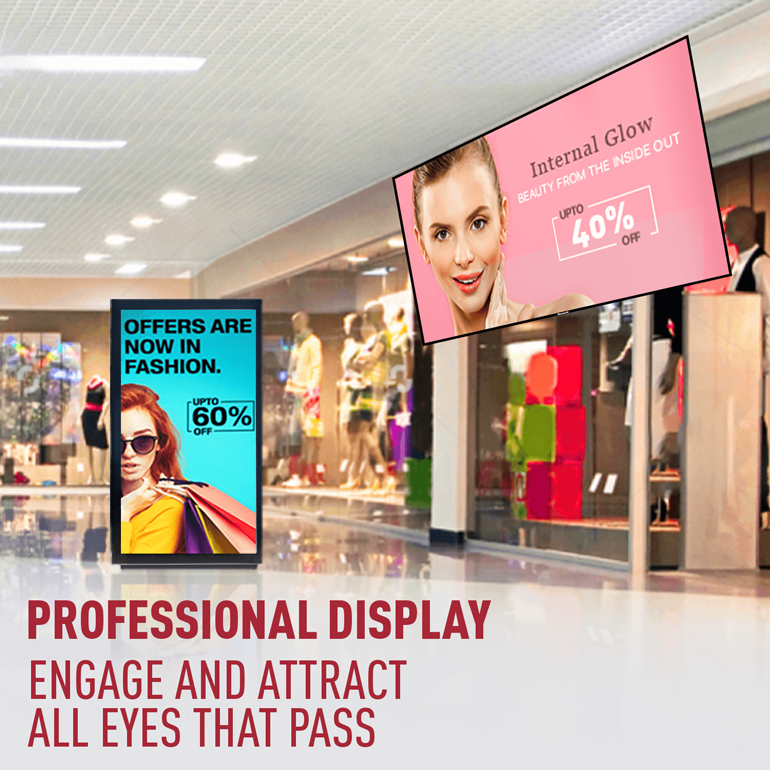 OFFERS ARE
NOW IN
FASHION.
UPTO
60%
OFF
Internal Glow
BEAUTY FROM THE INSIDE OUT
UPTO
40%
OFF
PROFESSIONAL DISPLAY
ENGAGE AND ATTRACT
ALL EYES THAT PASS